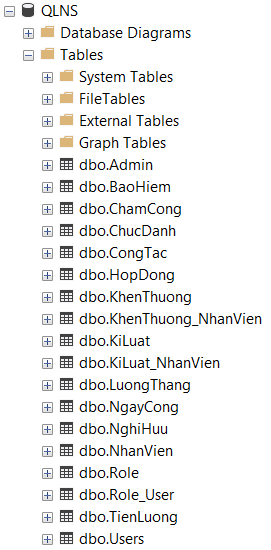 QLNS
Database Diagrams
Tables
System Tables
FileTables
External Tables
Graph Tables
dbo.Admin
dbo.BaoHiem
dbo.ChamCong
dbo.ChucDanh
dbo.CongTac
dbo.HopDong
dbo.KhenThuong
dbo.KhenThuong_NhanVien
dbo.KiLuat
dbo.KiLuat_NhanVien
dbo.LuongThang
dbo.NgayCong
dbo.NghiHuu
dbo.NhanVien
dbo.Role
dbo.Role_User
dbo.TienLuong
dbo.Users